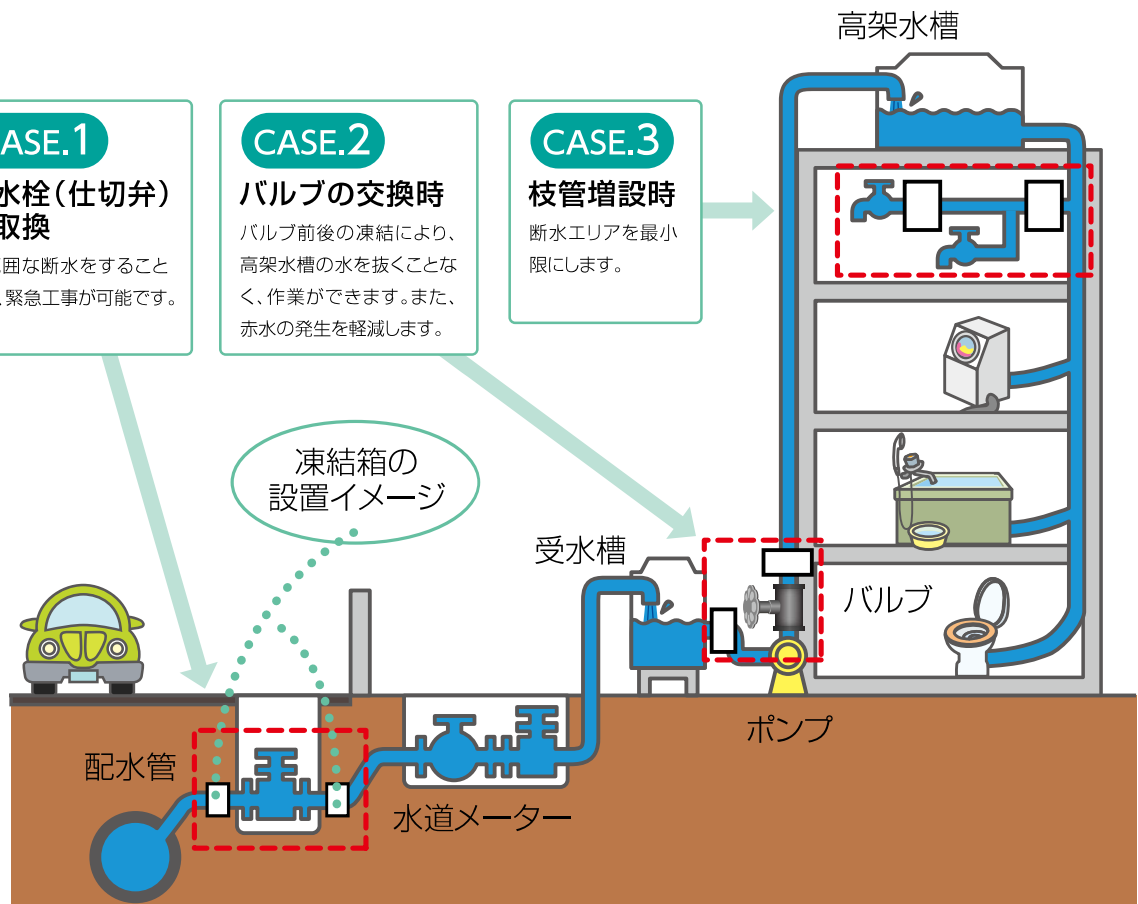 高架水槽
ASE.1
水栓(仕切弁)
取換
囲な断水をすること
、緊急工事が可能です。
CASE.2
バルブの交換時
バルブ前後の凍結により、
高架水槽の水を抜くことな
く、作業ができます。また、
赤水の発生を軽減します。
CASE.3
枝管増設時
断水エリアを最小
限にします。
凍結箱の
設置イメージ
受水槽
バルブ
ポンプ
配水管
水道メーター